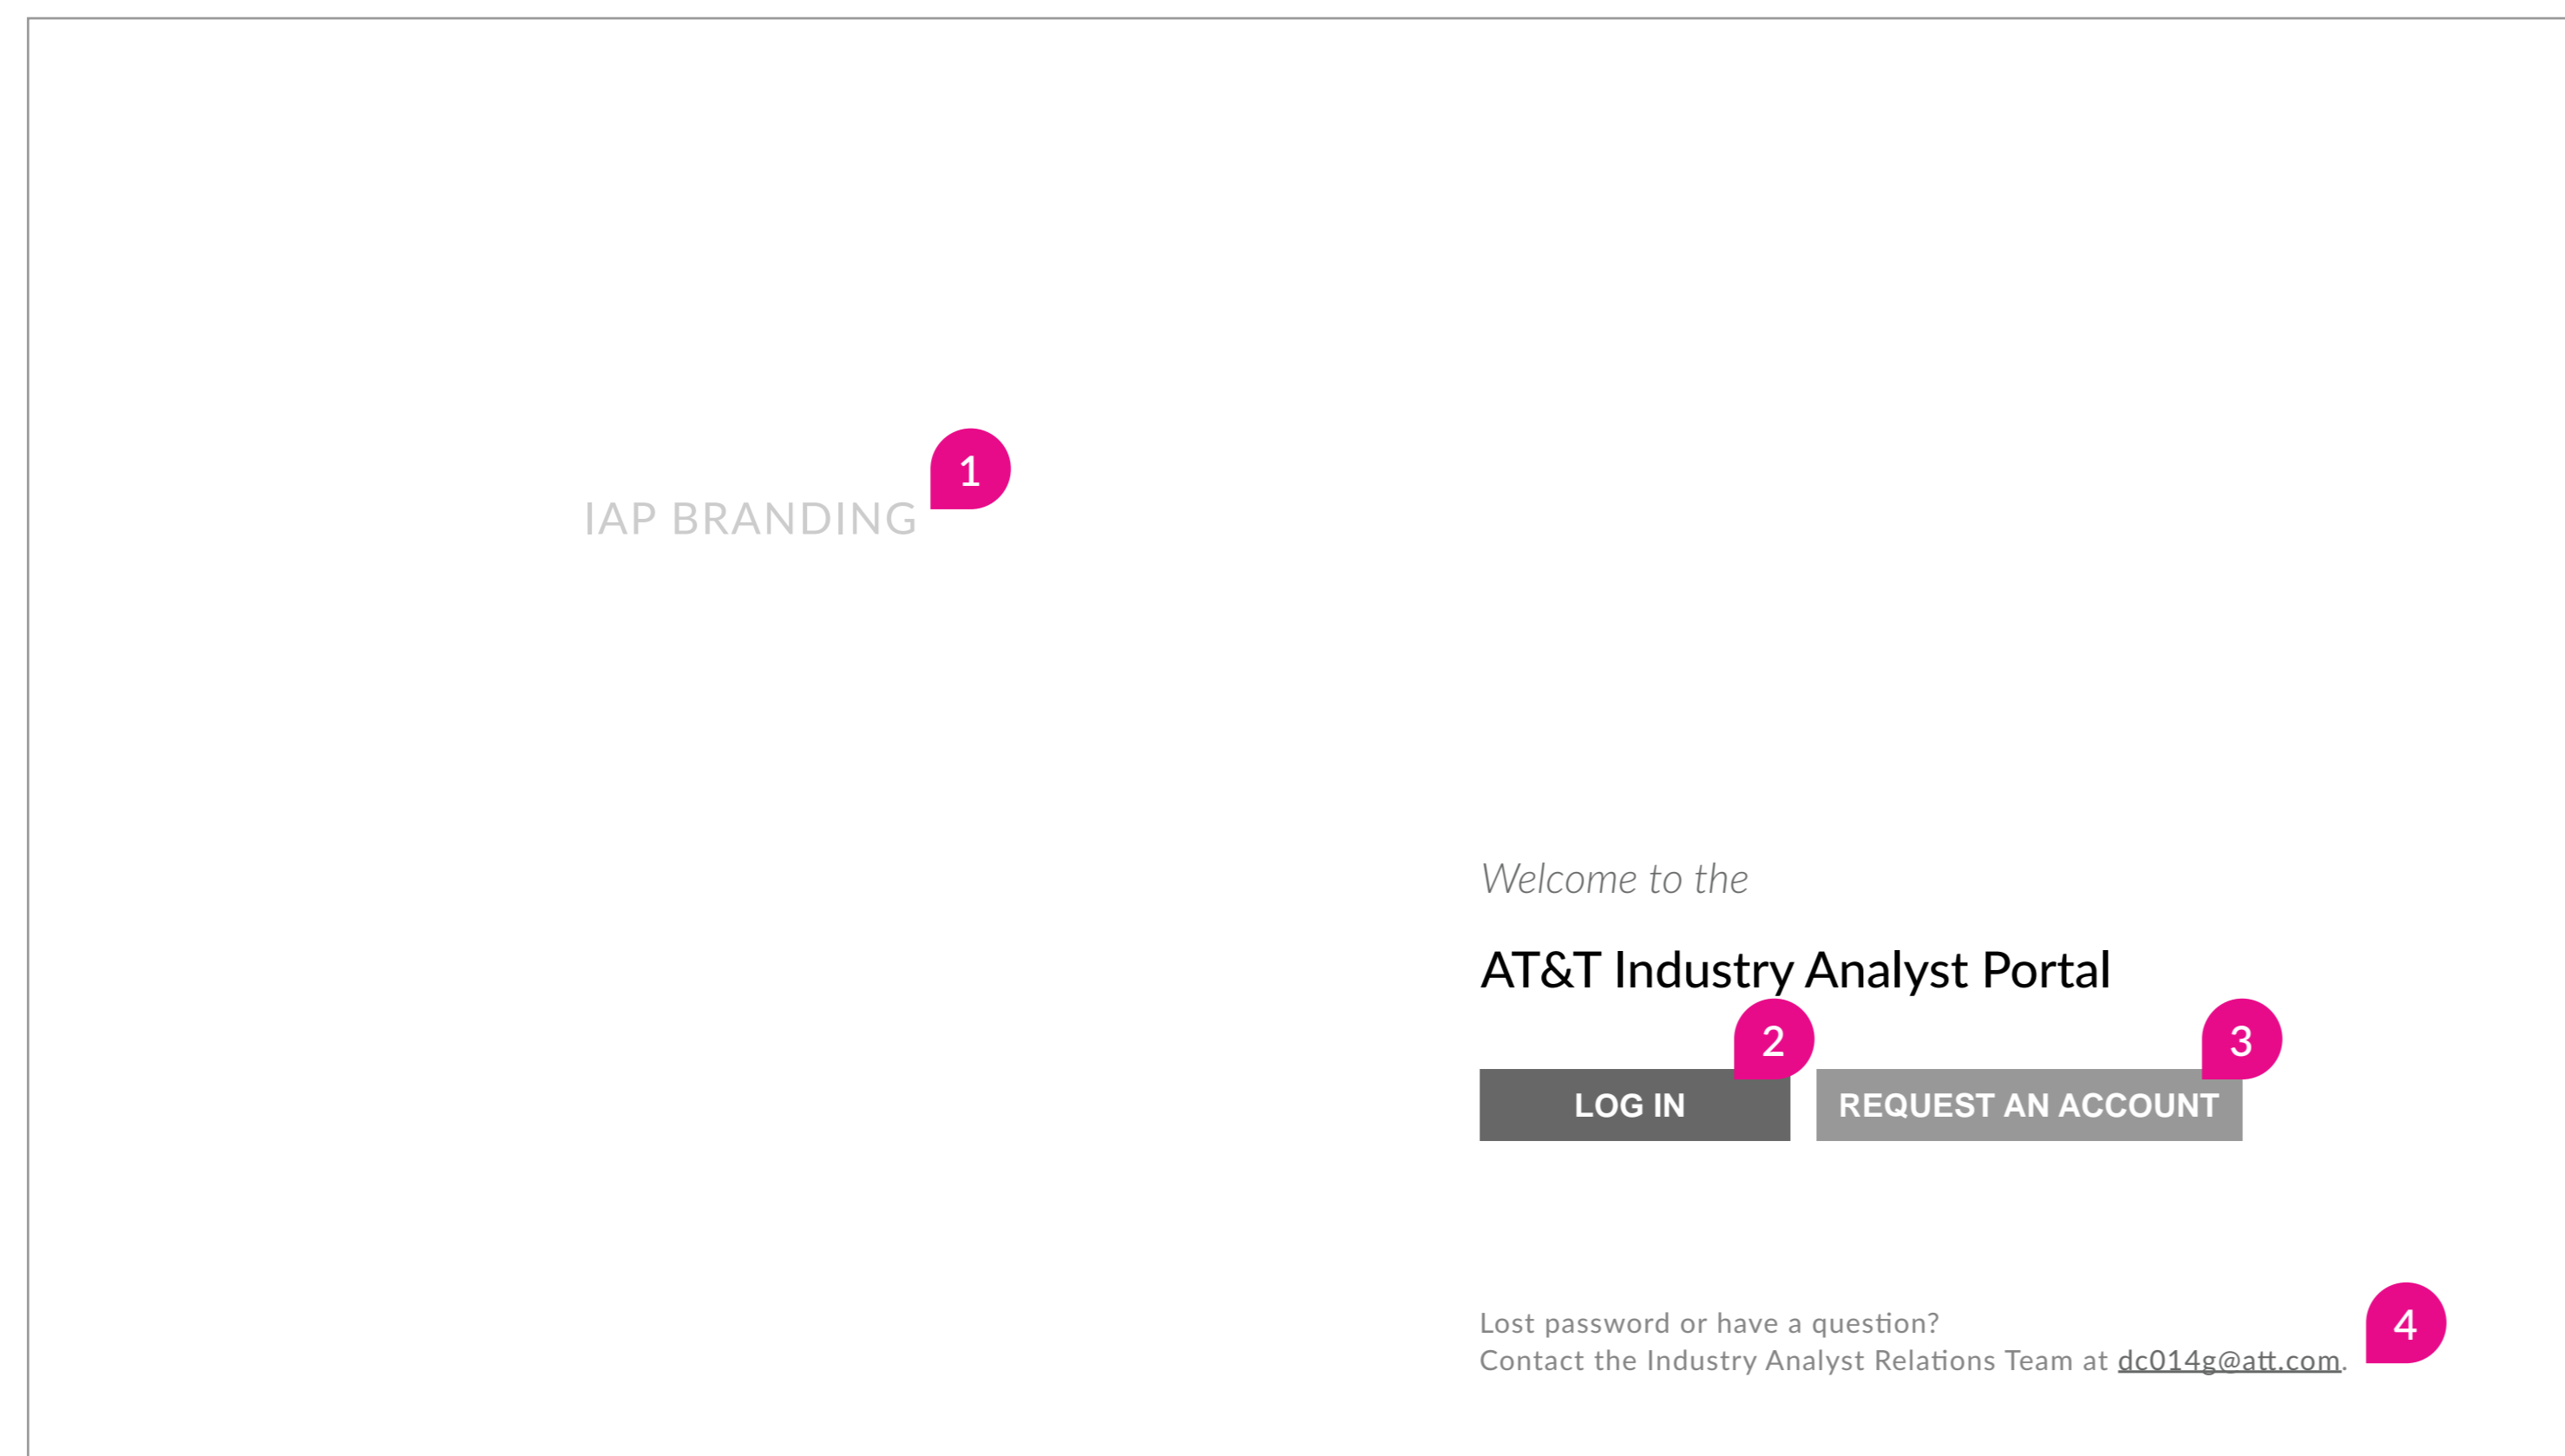 1
IAP BRANDING
Welcome to the
AT&T Industry Analyst Portal
2
3
LOG IN
REQUEST AN ACCOUNT
Lost password or have a question?
4
Contact the Industry Analyst Relations Team at dc014g@att.com.